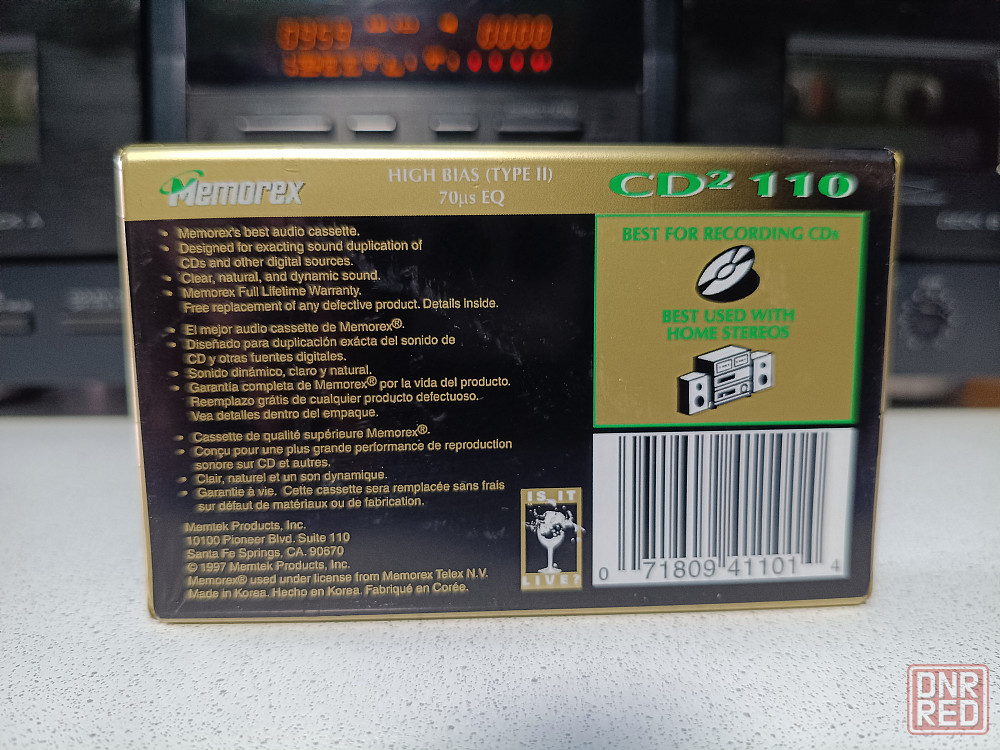 0959 0000
Memorex
HIGH BIAS (TYPE II)
70µs EQ
CD² 110
• Memorex's best audio cassette.
• Designed for exacting sound duplication of
CDs and other digital sources.
• Clear, natural, and dynamic sound.
• Memorex Full Lifetime Warranty.
Free replacement of any defective product. Details inside.
• El mejor audio cassette de Memorex®.
• Diseñado para duplicación exácta del sonido de
CD y otras fuentes digitales.
• Sonido dinámico, claro y natural.
• Garantía completa de Memorex® por la vida del producto.
Reemplazo grátis de cualquier producto defectuoso.
Vea detalles dentro del empaque.
• Cassette de qualité supérieure Memorex®.
• Conçu pour une plus grande performance de reproduction
sonore sur CD et autres.
• Clair, naturel et un son dynamique.
• Garantie à vie. Cette cassette sera remplacée sans frais
sur défaut de matériaux ou de fabrication.
Memtek Products, Inc.
10100 Pioneer Blvd. Suite 110
Santa Fe Springs, CA. 90670
© 1997 Memtek Products, Inc.
Memorex® used under license from Memorex Telex N.V.
Made in Korea. Hecho en Korea. Fabriqué en Corée.
BEST FOR RECORDING CDs
BEST USED WITH
HOME STEREOS
IS IT
LIVE?
0 71809 41101 4
DNR
RED